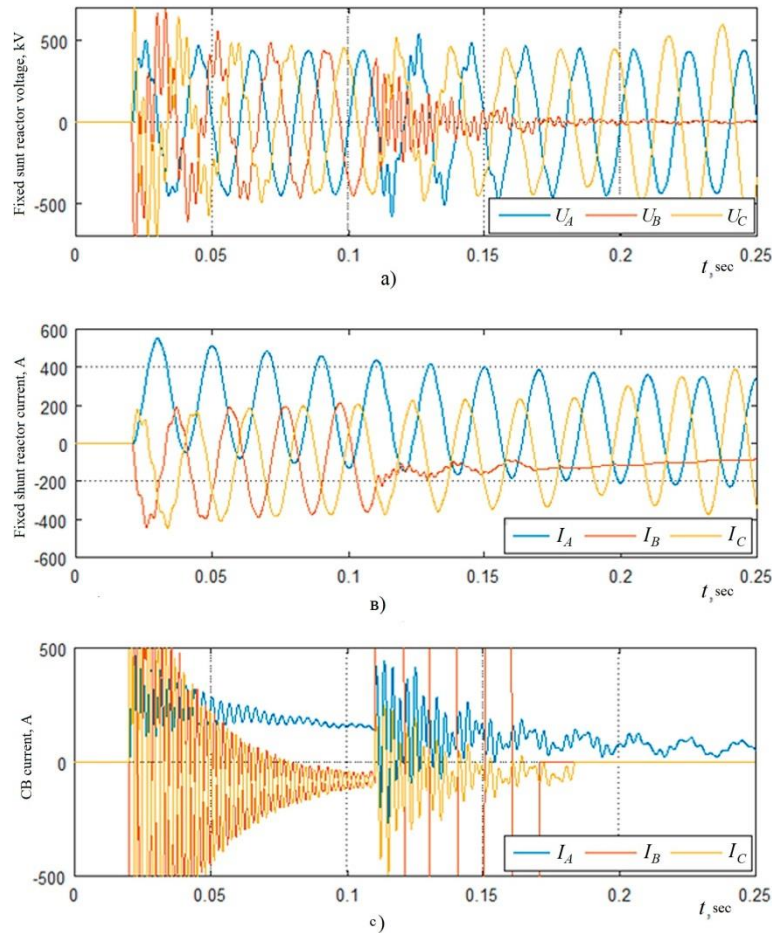 Fixed sunt reactor voltage, kV
500
0
-500
U_A U_B U_C
0 0.05 0.1 0.15 0.2 0.25
t, sec
a)
Fixed shunt reactor current, A
600
400
200
0
-200
-400
-600
I_A I_B I_C
0 0.05 0.1 0.15 0.2 0.25
t, sec
в)
CB current, A
500
0
-500
I_A I_B I_C
0 0.05 0.1 0.15 0.2 0.25
t, sec
c)